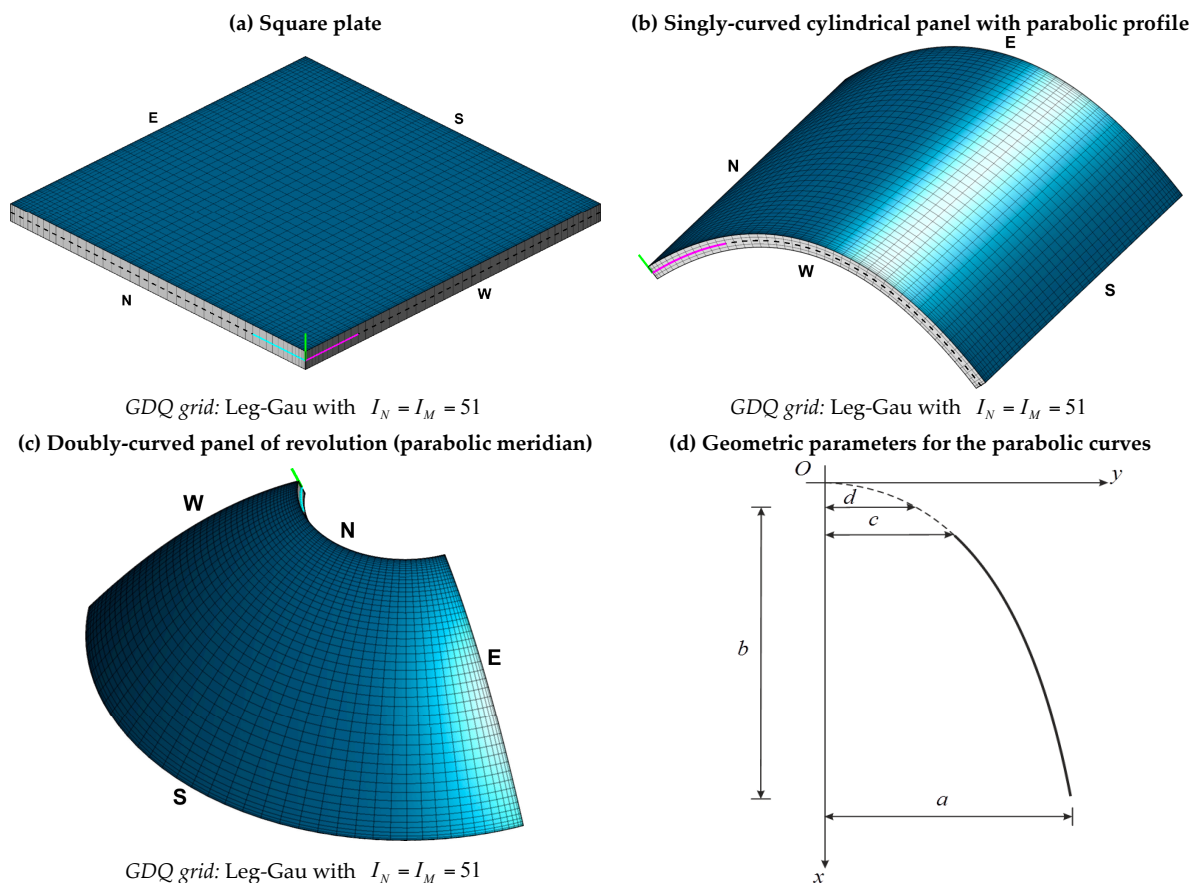 (a) Square plate
E
S
N
W
GDQ grid: Leg-Gau with I_N = I_M = 51
(b) Singly-curved cylindrical panel with parabolic profile
E
N
W
S
GDQ grid: Leg-Gau with I_N = I_M = 51
(c) Doubly-curved panel of revolution (parabolic meridian)
W
N
E
S
GDQ grid: Leg-Gau with I_N = I_M = 51
(d) Geometric parameters for the parabolic curves
O
y
d
c
b
a
x